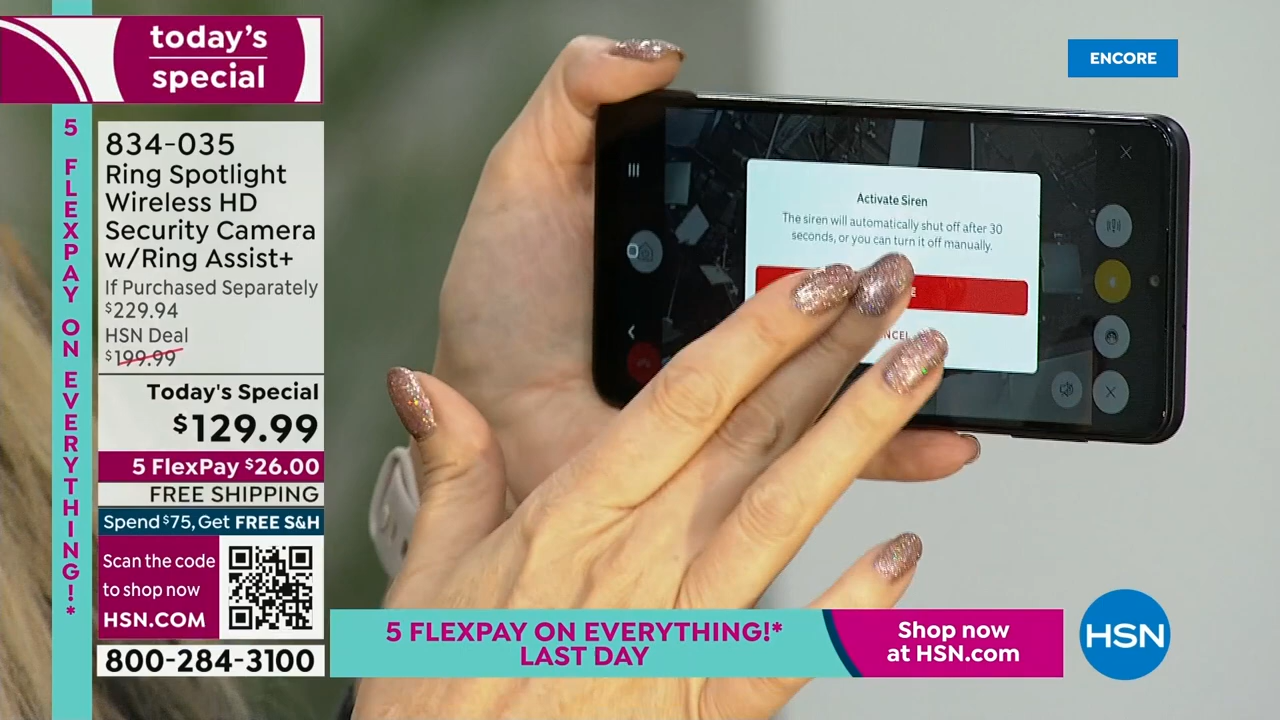 today's
special
ENCORE
5 FLEXPAY ON EVERYTHING!*
834-035
Ring Spotlight
Wireless HD
Security Camera
w/Ring Assist+
If Purchased Separately
$229.94
HSN Deal
$199.99
Today's Special
$129.99
5 FlexPay $26.00
FREE SHIPPING
Spend $75, Get FREE S&H
Scan the code
to shop now
HSN.COM
800-284-3100
Activate Siren
The siren will automatically shut off after 30
seconds, or you can turn it off manually.
5 FLEXPAY ON EVERYTHING!*
LAST DAY
Shop now
at HSN.com
HSN